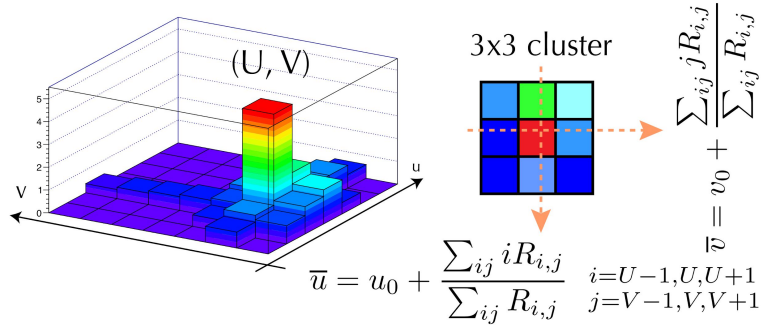 (U, V)
5
4
3
2
1
0
V
u
3x3 cluster
\overline{u} = u_0 + \frac{\sum_{ij} iR_{i,j}}{\sum_{ij} R_{i,j}}
i=U−1,U,U+1
j=V−1,V,V+1
\overline{v} = v_0 + \frac{\sum_{ij} jR_{i,j}}{\sum_{ij} R_{i,j}}